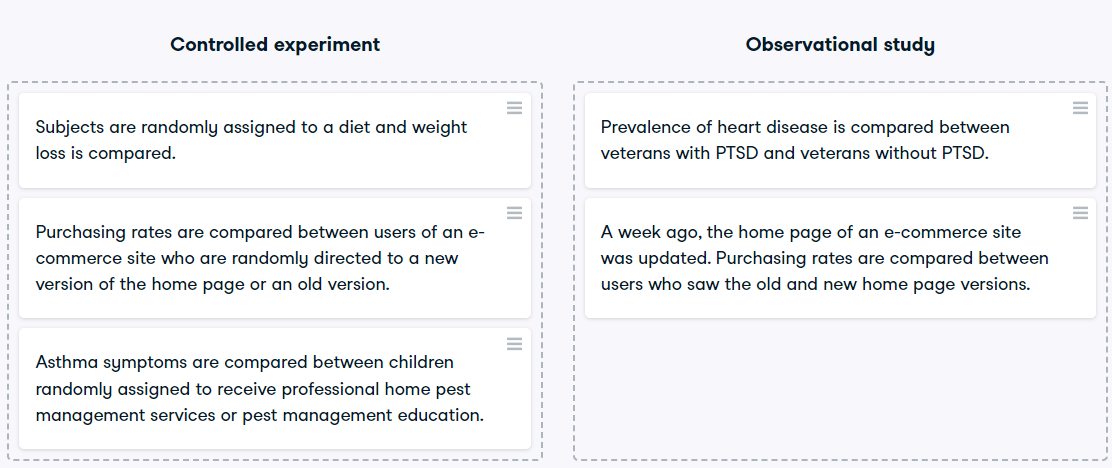 Controlled experiment
Subjects are randomly assigned to a diet and weight
loss is compared.
Purchasing rates are compared between users of an e-
commerce site who are randomly directed to a new
version of the home page or an old version.
Asthma symptoms are compared between children
randomly assigned to receive professional home pest
management services or pest management education.
Observational study
Prevalence of heart disease is compared between
veterans with PTSD and veterans without PTSD.
A week ago, the home page of an e-commerce site
was updated. Purchasing rates are compared between
users who saw the old and new home page versions.